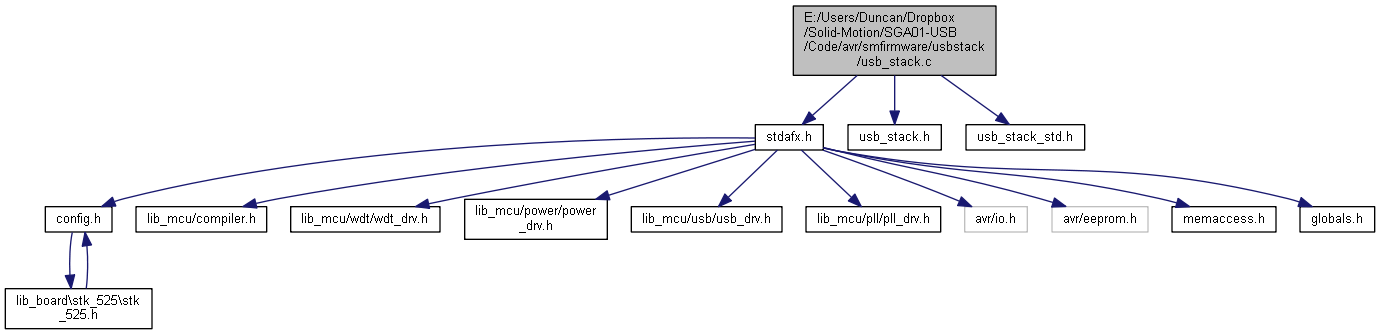 E:/Users/Duncan/Dropbox
/Solid-Motion/SGA01-USB
/Code/avr/smfirmware/usbstack
/usb_stack.c
stdafx.h
usb_stack.h
usb_stack_std.h
config.h
lib_mcu/compiler.h
lib_mcu/wdt/wdt_drv.h
lib_mcu/power/power
_drv.h
lib_mcu/usb/usb_drv.h
lib_mcu/pll/pll_drv.h
avr/io.h
avr/eeprom.h
memaccess.h
globals.h
lib_board\stk_525\stk
_525.h